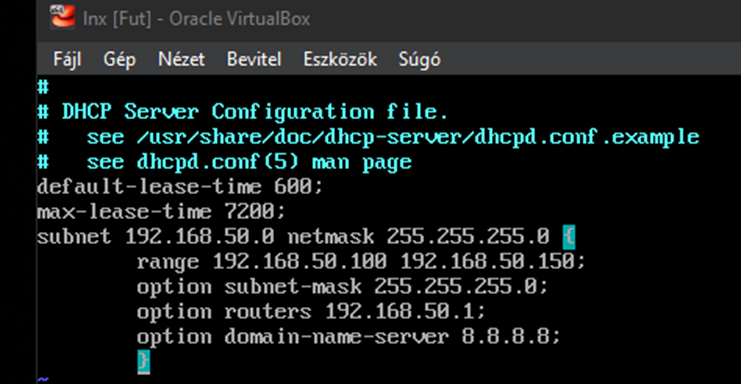 lnx [Fut] - Oracle VirtualBox
Fájl Gép Nézet Bevitel Eszközök Súgó
#
# DHCP Server Configuration file.
#   see /usr/share/doc/dhcp-server/dhcpd.conf.example
#   see dhcpd.conf(5) man page
default-lease-time 600;
max-lease-time 7200;
subnet 192.168.50.0 netmask 255.255.255.0 {
        range 192.168.50.100 192.168.50.150;
        option subnet-mask 255.255.255.0;
        option routers 192.168.50.1;
        option domain-name-server 8.8.8.8;
        }
~